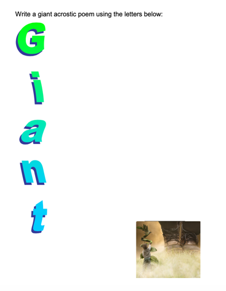 Write a giant acrostic poem using the letters below:
G
i
a
n
t